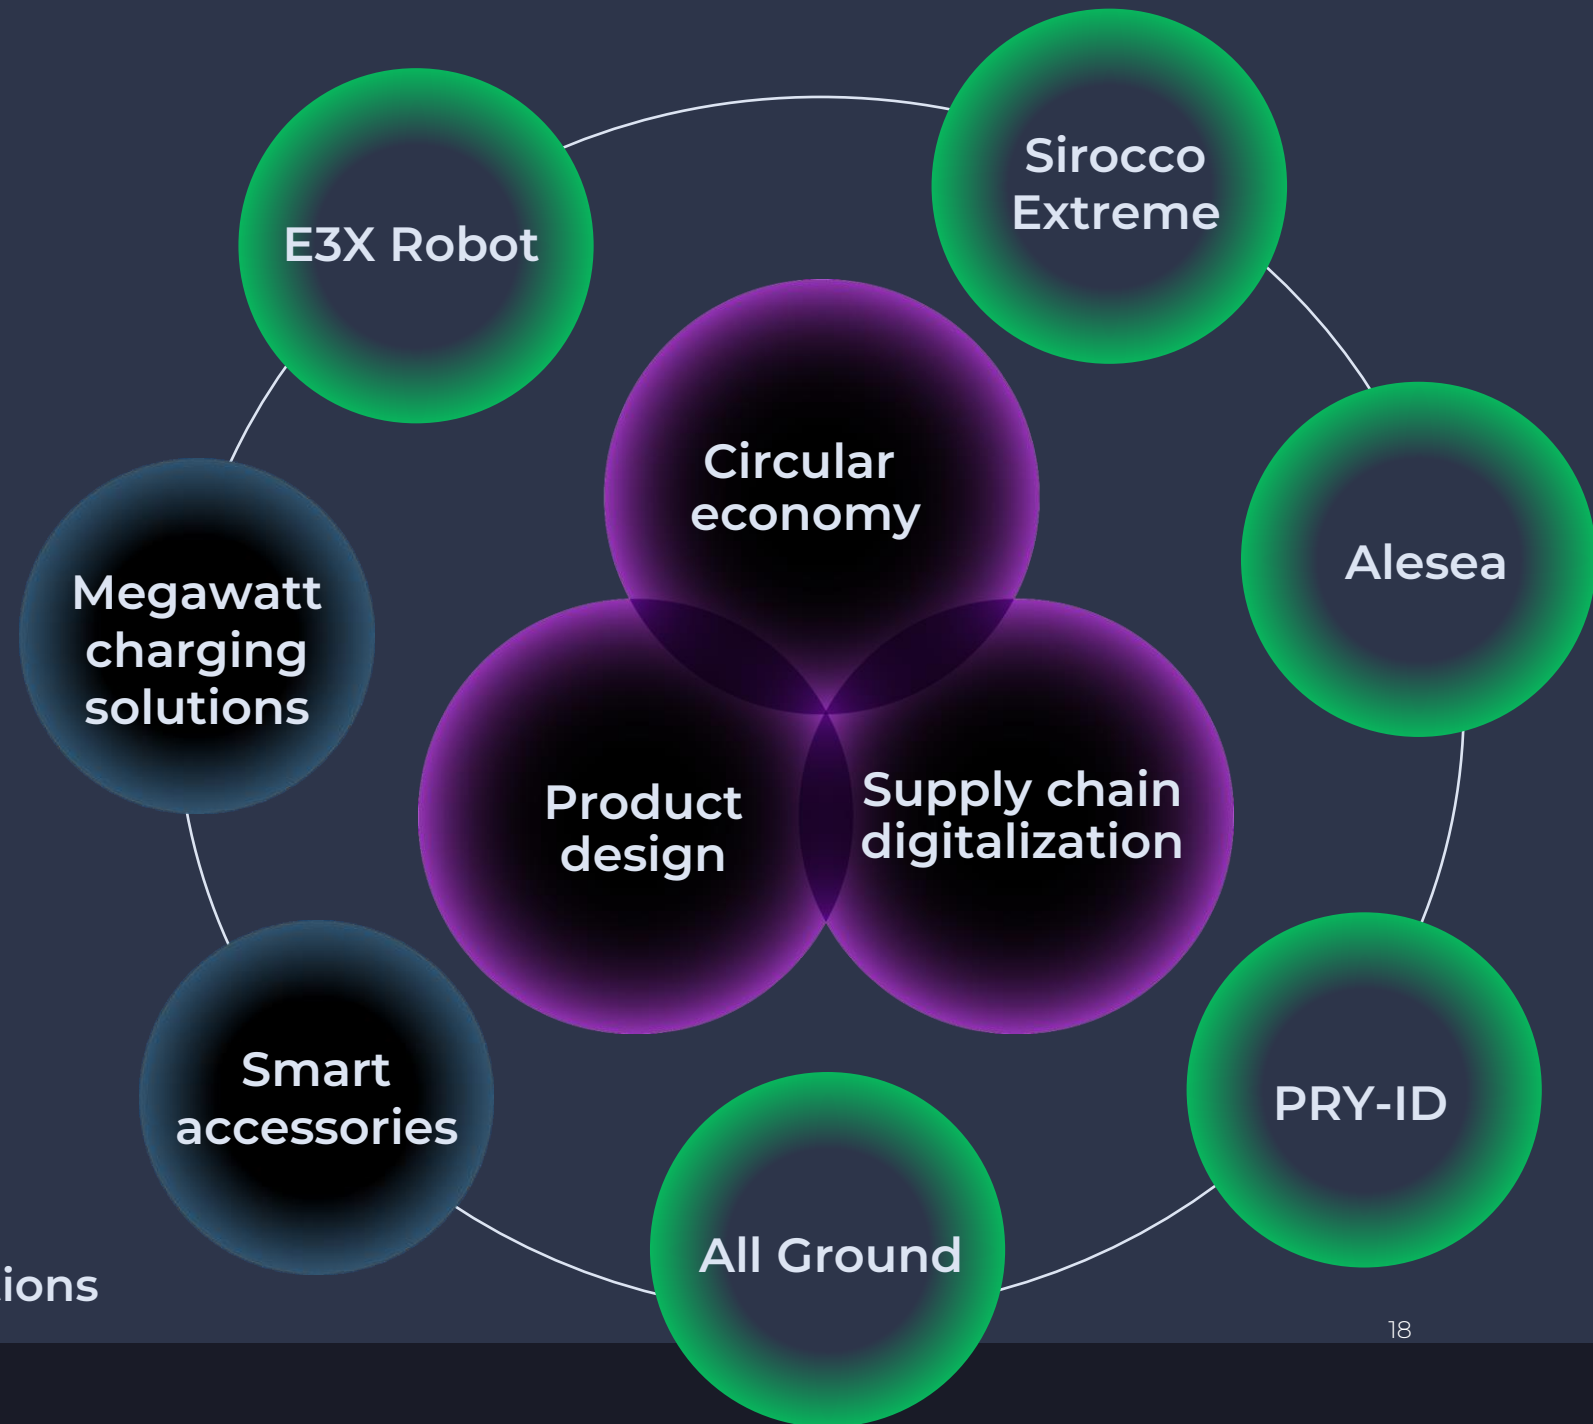 Sirocco
Extreme
E3X Robot
Circular
economy
Alesea
Megawatt
charging
solutions
Product
design
Supply chain
digitalization
Smart
accessories
PRY-ID
All Ground
ions
18